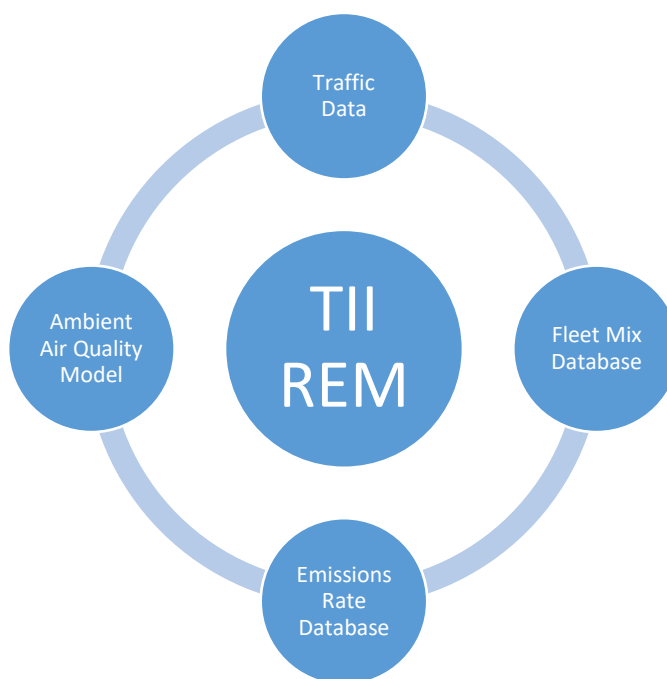 Traffic
Data
TII
REM
Ambient
Air Quality
Model
Fleet Mix
Database
Emissions
Rate
Database